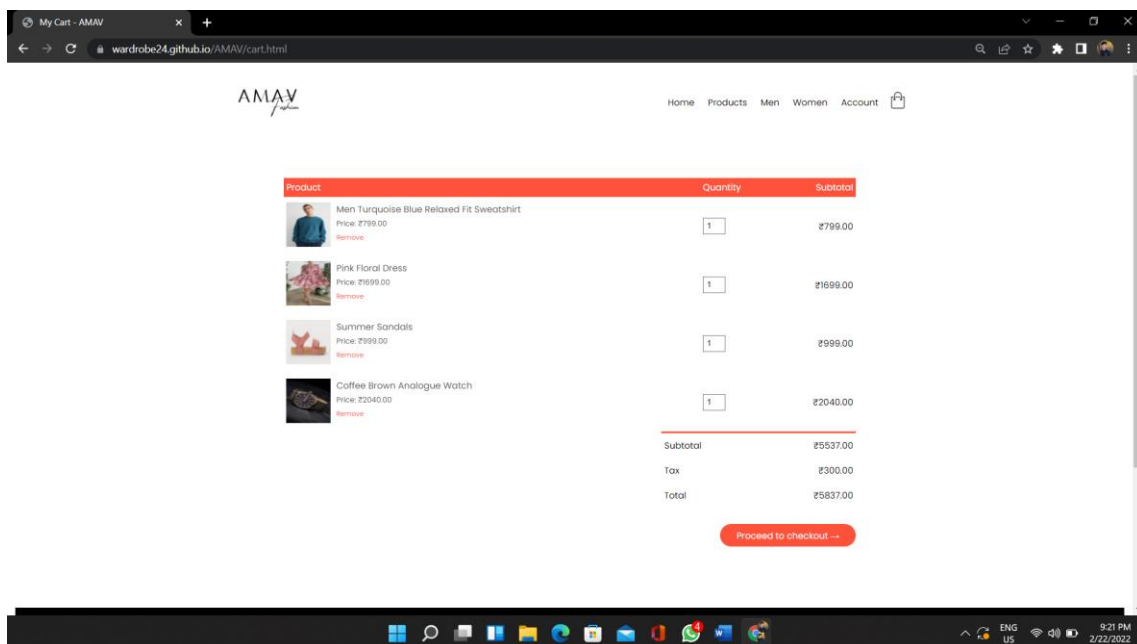 My Cart - AMAV
wardrobe24.github.io/AMAV/cart.html
AMAV
Fashion
Home Products Men Women Account
Product Quantity Subtotal
Men Turquoise Blue Relaxed Fit Sweatshirt
Price: ₹799.00
Remove
1 ₹799.00
Pink Floral Dress
Price: ₹1699.00
Remove
1 ₹1699.00
Summer Sandals
Price: ₹999.00
Remove
1 ₹999.00
Coffee Brown Analogue Watch
Price: ₹2040.00
Remove
1 ₹2040.00
Subtotal ₹5537.00
Tax ₹300.00
Total ₹5837.00
Proceed to checkout →
4
ENG
US
9:21 PM
2/22/2022